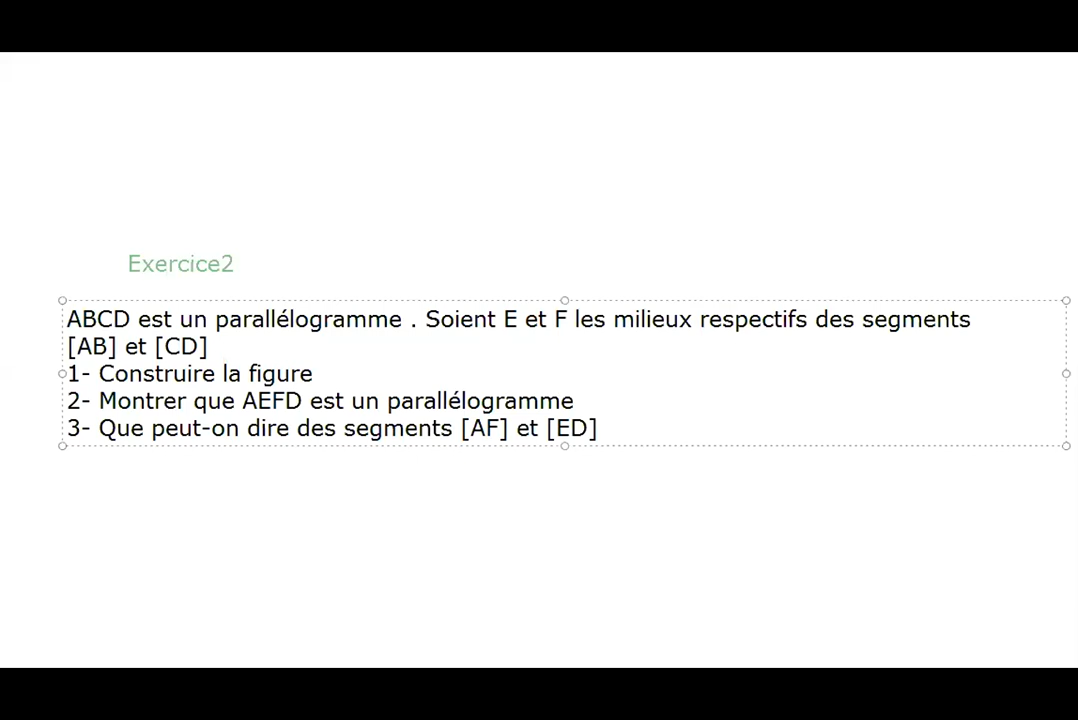 Exercice2
ABCD est un parallélogramme . Soient E et F les milieux respectifs des segments
[AB] et [CD]
1- Construire la figure
2- Montrer que AEFD est un parallélogramme
3- Que peut-on dire des segments [AF] et [ED]